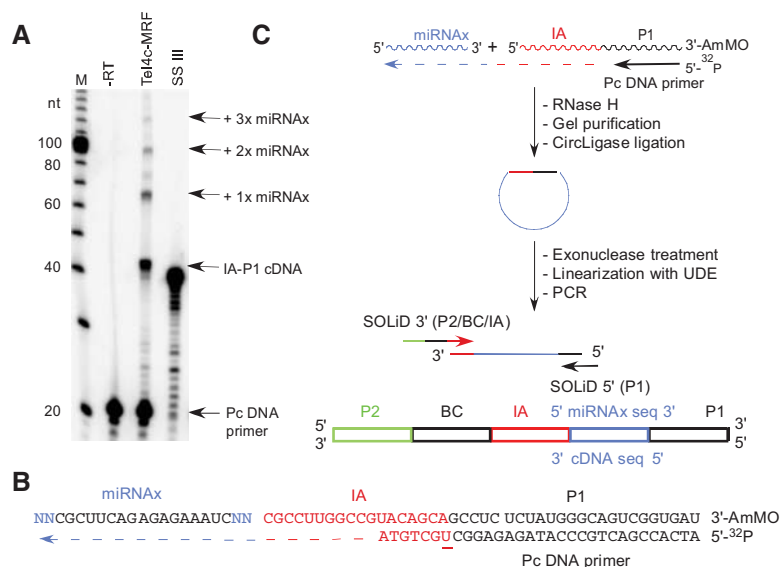 A
M
-RT
Tel4c-MRF
SS III
nt
100
80
60
40
20
+ 3x miRNAx
+ 2x miRNAx
+ 1x miRNAx
IA-P1 cDNA
Pc DNA
primer
C
miRNAx IA P1
5' 3' + 5' 3'-AmMO
5'-32P
Pc DNA primer
- RNase H
- Gel purification
- CircLigase ligation
- Exonuclease treatment
- Linearization with UDE
- PCR
SOLiD 3' (P2/BC/IA)
3' 5'
SOLiD 5' (P1)
P2 BC IA 5' miRNAx seq 3' P1
5' 3'
3' 5'
3' cDNA seq 5'
B
miRNAx IA P1
NNCGCUUCAGAGAGAAAUCNN CGCCUUGGCCGUACAGCAGCCUC UCUAUGGGCAGUCGGUGAU 3'-AmMO
ATGTCGUCGGAGAGATACCCGTCAGCCACTA 5'-32P
Pc DNA primer